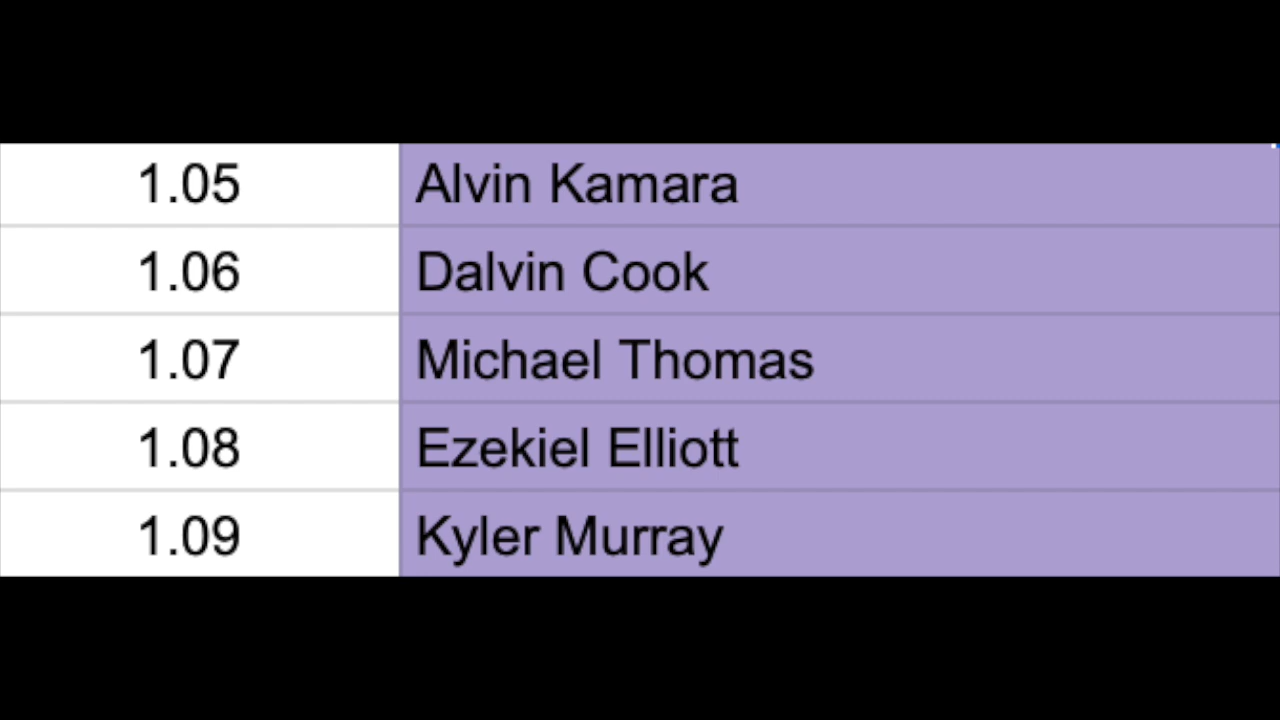 1.05 Alvin Kamara
1.06 Dalvin Cook
1.07 Michael Thomas
1.08 Ezekiel Elliott
1.09 Kyler Murray